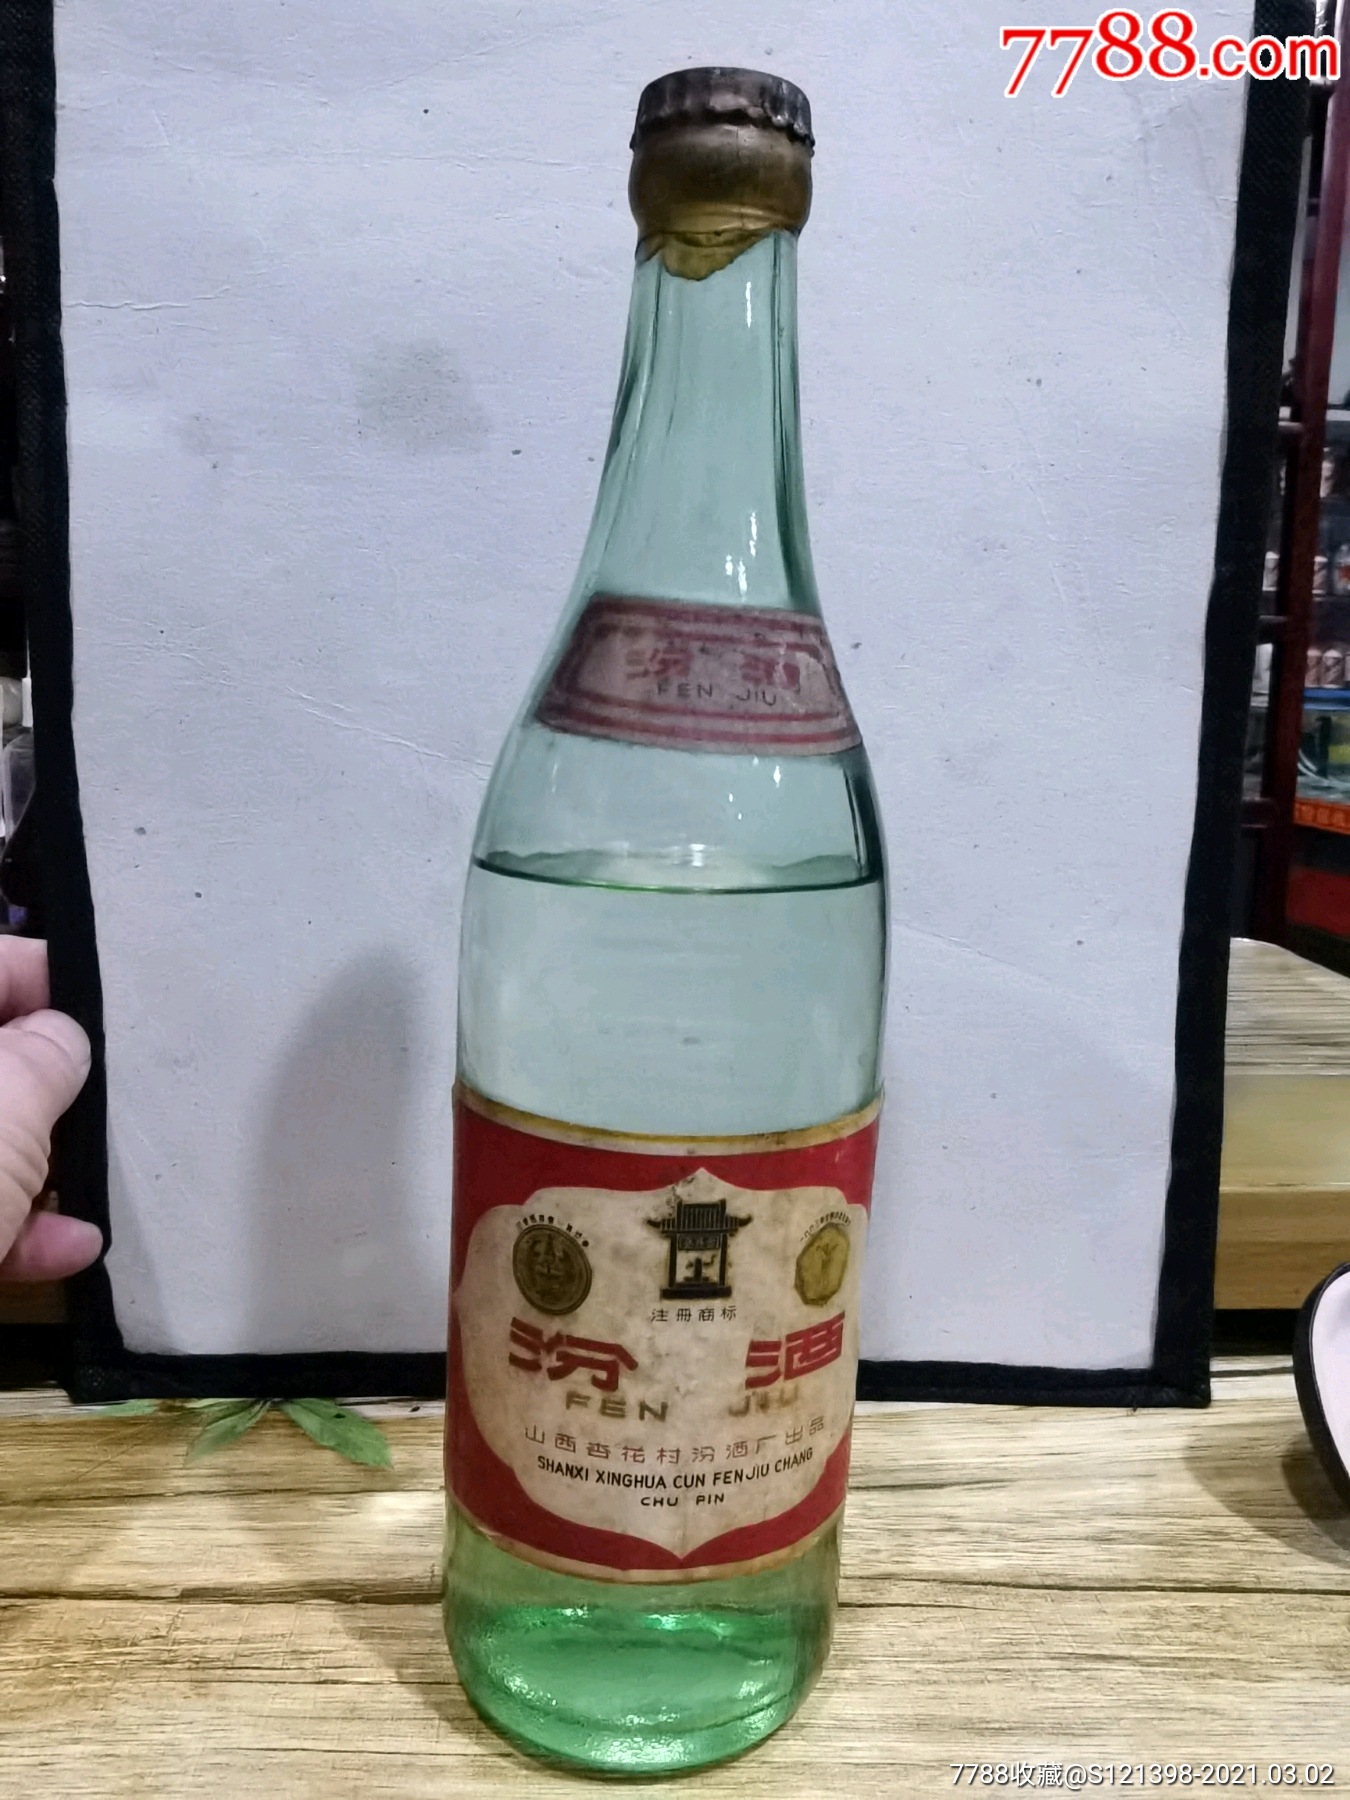 7788.com
汾 酒
FEN JIU
注册商标
汾 酒
FEN JIU
山西杏花村汾酒厂出品
SHANXI XINGHUA CUN FENJIU CHANG
CHU PIN
7788收藏@S121398-2021.03.02